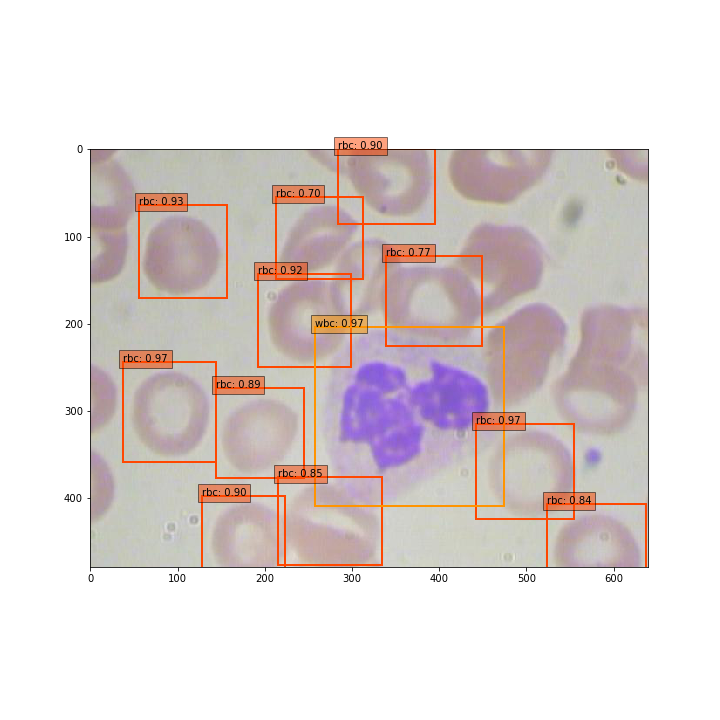 rbc: 0.90
0
rbc: 0.70
rbc: 0.93
100
rbc: 0.77
rbc: 0.92
200
wbc: 0.97
rbc: 0.97
rbc: 0.89
300
rbc: 0.97
rbc: 0.85
rbc: 0.90
400
rbc: 0.84
0 100 200 300 400 500 600